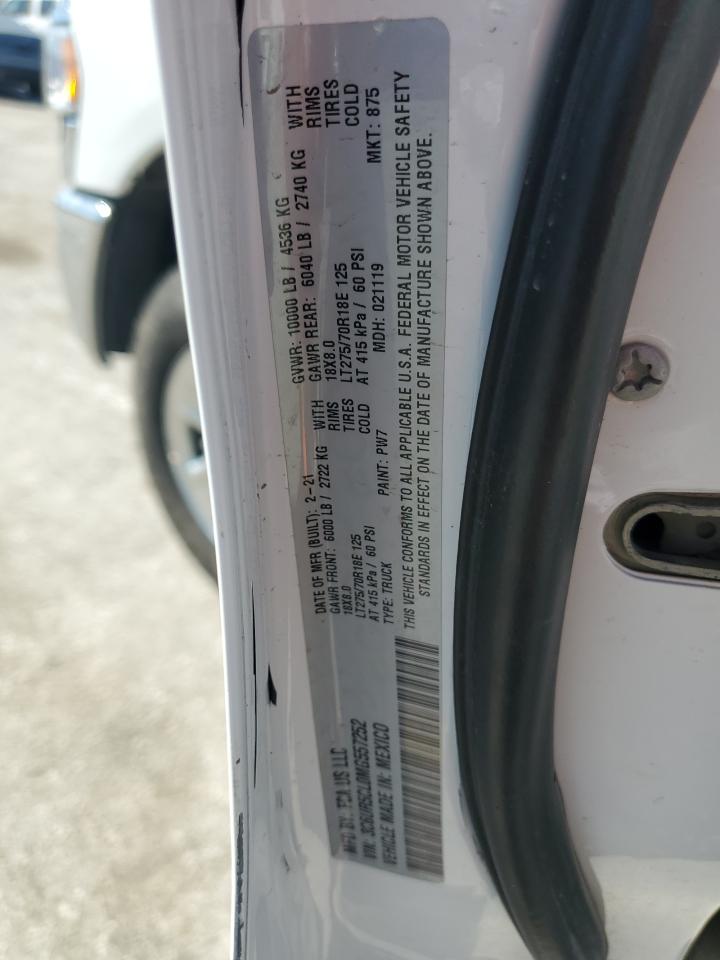 MFD BY: FCA US LLC
DATE OF MFR (BUILT): 2-21
GVWR: 10000 LB / 4536 KG
GAWR FRONT: 6000 LB / 2722 KG WITH
18X8.0 RIMS
LT275/70R18E 125 TIRES
AT 415 kPa / 60 PSI COLD
GAWR REAR: 6040 LB / 2740 KG WITH
18X8.0 RIMS
LT275/70R18E 125 TIRES
AT 415 kPa / 60 PSI COLD
VIN: 3C6UR5CL0MG557252
TYPE: TRUCK PAINT: PW7 MDH: 021119 MKT: 875
VEHICLE MADE IN: MEXICO
THIS VEHICLE CONFORMS TO ALL APPLICABLE U.S.A. FEDERAL MOTOR VEHICLE SAFETY
STANDARDS IN EFFECT ON THE DATE OF MANUFACTURE SHOWN ABOVE.